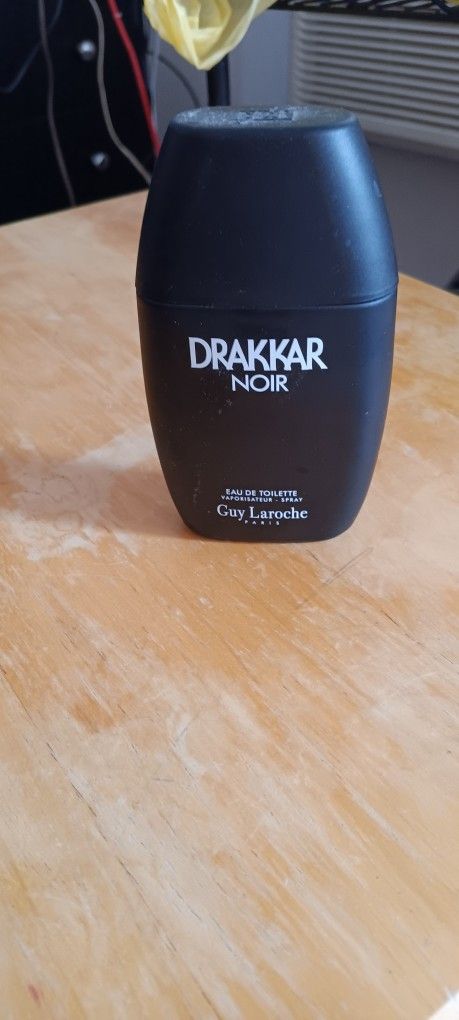 DRAKKAR
NOIR
EAU DE TOILETTE
VAPORISATEUR - SPRAY
Guy Laroche
PARIS